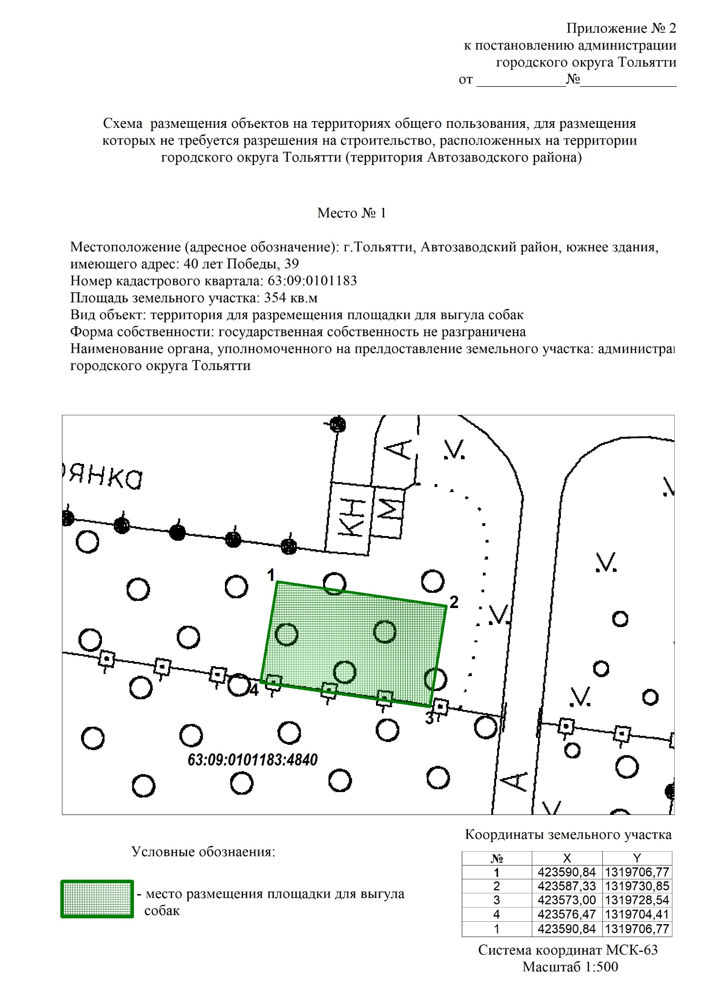 Приложение № 2
к постановлению администрации
городского округа Тольятти
от ____________№_____________
Схема размещения объектов на территориях общего пользования, для размещения
которых не требуется разрешения на строительство, расположенных на территории
городского округа Тольятти (территория Автозаводского района)
Место № 1
Местоположение (адресное обозначение): г.Тольятти, Автозаводский район, южнее здания,
имеющего адрес: 40 лет Победы, 39
Номер кадастрового квартала: 63:09:0101183
Площадь земельного участка: 354 кв.м
Вид объект: территория для разремещения площадки для выгула собак
Форма собственности: государственная собственность не разграничена
Наименование органа, уполномоченного на прелдоставление земельного участка: администра
городского округа Тольятти
А
янка
КН
М
1
2
4
3
63:09:0101183:4840
А
Координаты земельного участка
Условные обознаения:
№ X Y
1 423590,84 1319706,77
2 423587,33 1319730,85
3 423573,00 1319728,54
4 423576,47 1319704,41
1 423590,84 1319706,77
- место размещения площадки для выгула
собак
Система координат МСК-63
Масштаб 1:500